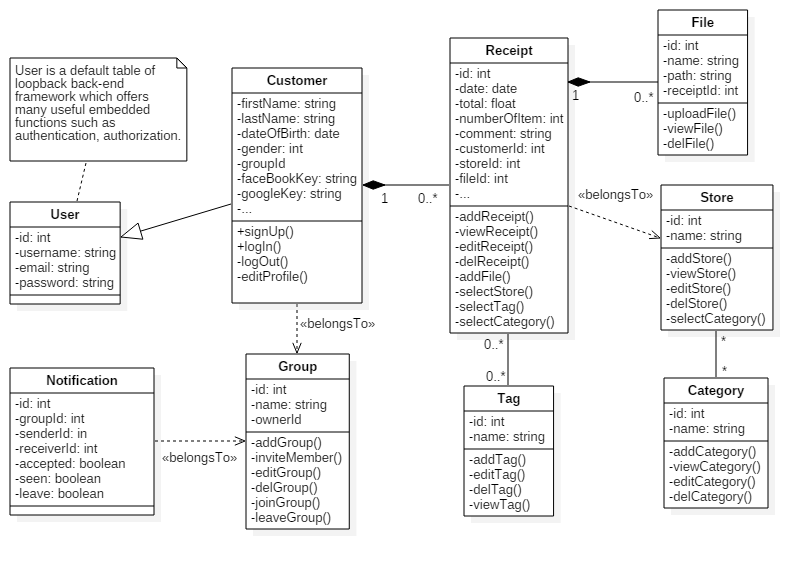 User is a default table of
loopback back-end
framework which offers
many useful embedded
functions such as
authentication, authorization.
User
-id: int
-username: string
-email: string
-password: string
Customer
-firstName: string
-lastName: string
-dateOfBirth: date
-gender: int
-groupId
-faceBookKey: string
-googleKey: string
-...
+signUp()
+logIn()
-logOut()
-editProfile()
1
0..*
«belongsTo»
Receipt
-id: int
-date: date
-total: float
-numberOfItem: int
-comment: string
-customerId: int
-storeId: int
-fileId: int
-...
-addReceipt()
-viewReceipt()
-editReceipt()
-delReceipt()
-addFile()
-selectStore()
-selectTag()
-selectCategory()
1
0..*
File
-id: int
-name: string
-path: string
-receiptId: int
-uploadFile()
-viewFile()
-delFile()
«belongsTo»
Store
-id: int
-name: string
-addStore()
-viewStore()
-editStore()
-delStore()
-selectCategory()
*
*
Category
-id: int
-name: string
-addCategory()
-viewCategory()
-editCategory()
-delCategory()
0..*
0..*
Tag
-id: int
-name: string
-addTag()
-editTag()
-delTag()
-viewTag()
Group
-id: int
-name: string
-ownerId
-addGroup()
-inviteMember()
-editGroup()
-delGroup()
-joinGroup()
-leaveGroup()
«belongsTo»
Notification
-id: int
-groupId: int
-senderId: in
-receiverId: int
-accepted: boolean
-seen: boolean
-leave: boolean